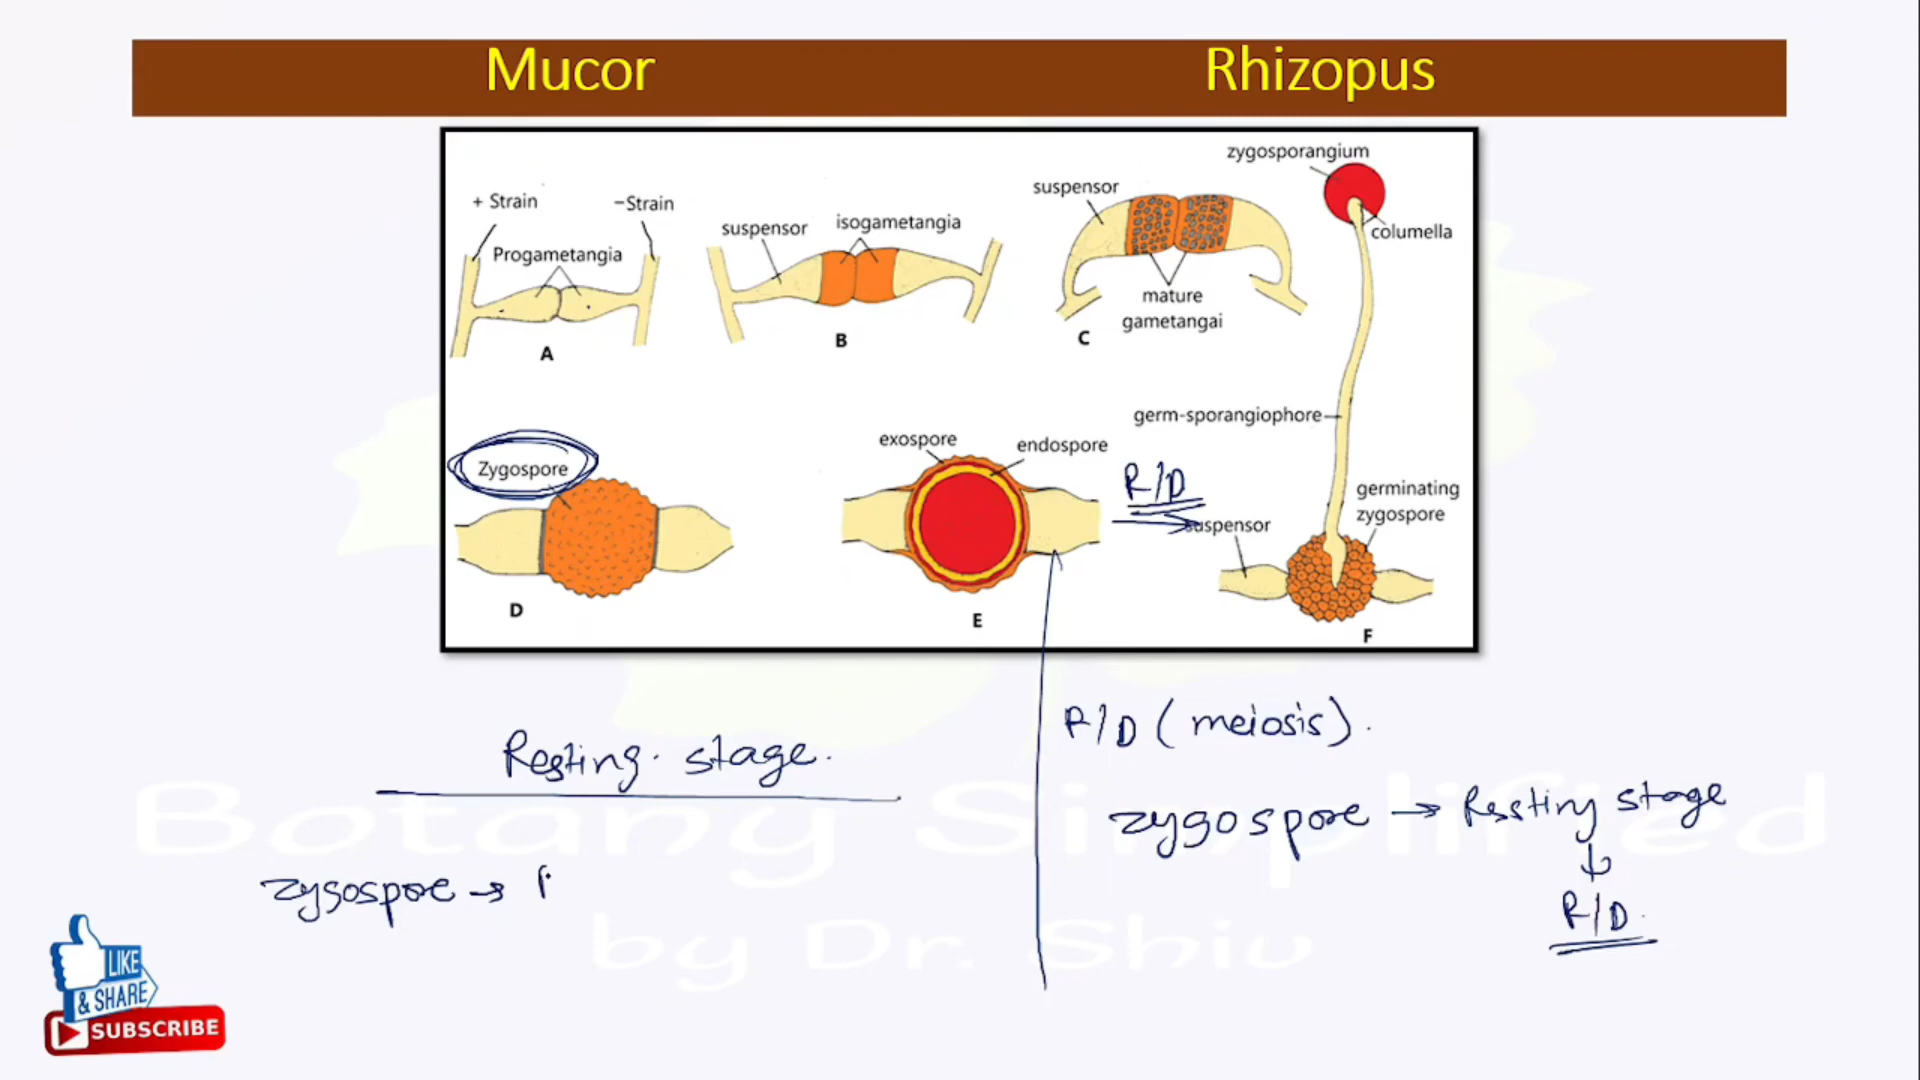 Mucor
Rhizopus
+ Strain
−Strain
Progametangia
A
suspensor
isogametangia
B
suspensor
mature
gametangai
C
zygosporangium
columella
germ-sporangiophore
germinating
zygospore
suspensor
F
Zygospore
D
exospore
endospore
E
R/D
Resting stage.
zygospore →
R/D (meiosis).
zygospore → Resting stage
R/D.
Botany Simplified
by Dr. Shiv
LIKE
& SHARE
SUBSCRIBE